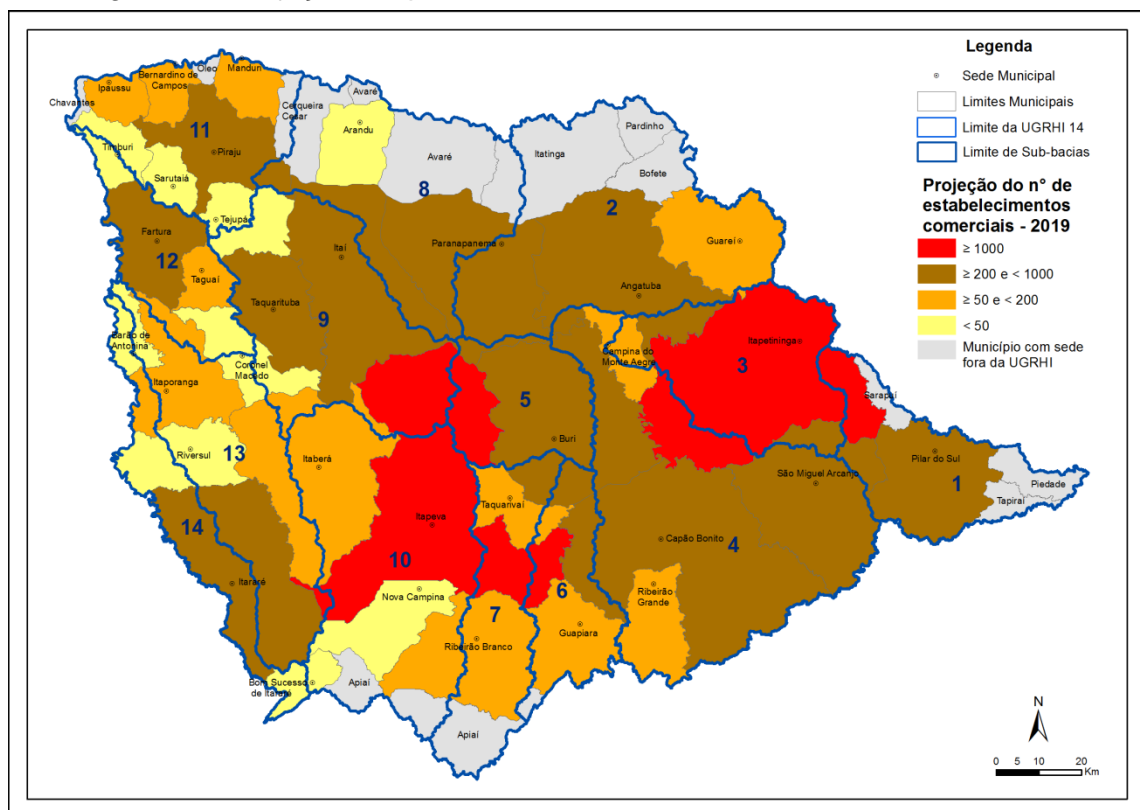 Legenda
Sede Municipal
Limites Municipais
Limite da UGRHI 14
Limite de Sub-bacias
Projeção do n° de
estabelecimentos
comerciais - 2019
≥ 1000
≥ 200 e < 1000
≥ 50 e < 200
< 50
Município com sede
fora da UGRHI
Chavantes
Ipaussu
Bernardino de
Campos
Óleo
Manduri
Cerqueira
Cesar
Avaré
Arandu
11
Piraju
Timburi
Sarutaiá
Tejupá
Avaré
8
Itatinga
Pardinho
Bofete
2
Guareí
Fartura
12
Taguaí
Itaí
Paranapanema
Angatuba
Taquarituba
9
Barão de
Antonina
Coronel
Macedo
Itaporanga
Campina do
Monte Aegre
Itapetininga
3
Sarapuí
5
Buri
Riversul
13
Itaberá
Pilar do Sul
São Miguel Arcanjo
1
Piedade
Tapiraí
Taquarivaí
Itapeva
14
10
Capão Bonito
4
Itararé
Nova Campina
6
Ribeirão
Grande
7
Ribeirão Branco
Guapiara
Bom Sucesso
de Itararé
Apiaí
Apiaí
N
0 5 10 20
Km